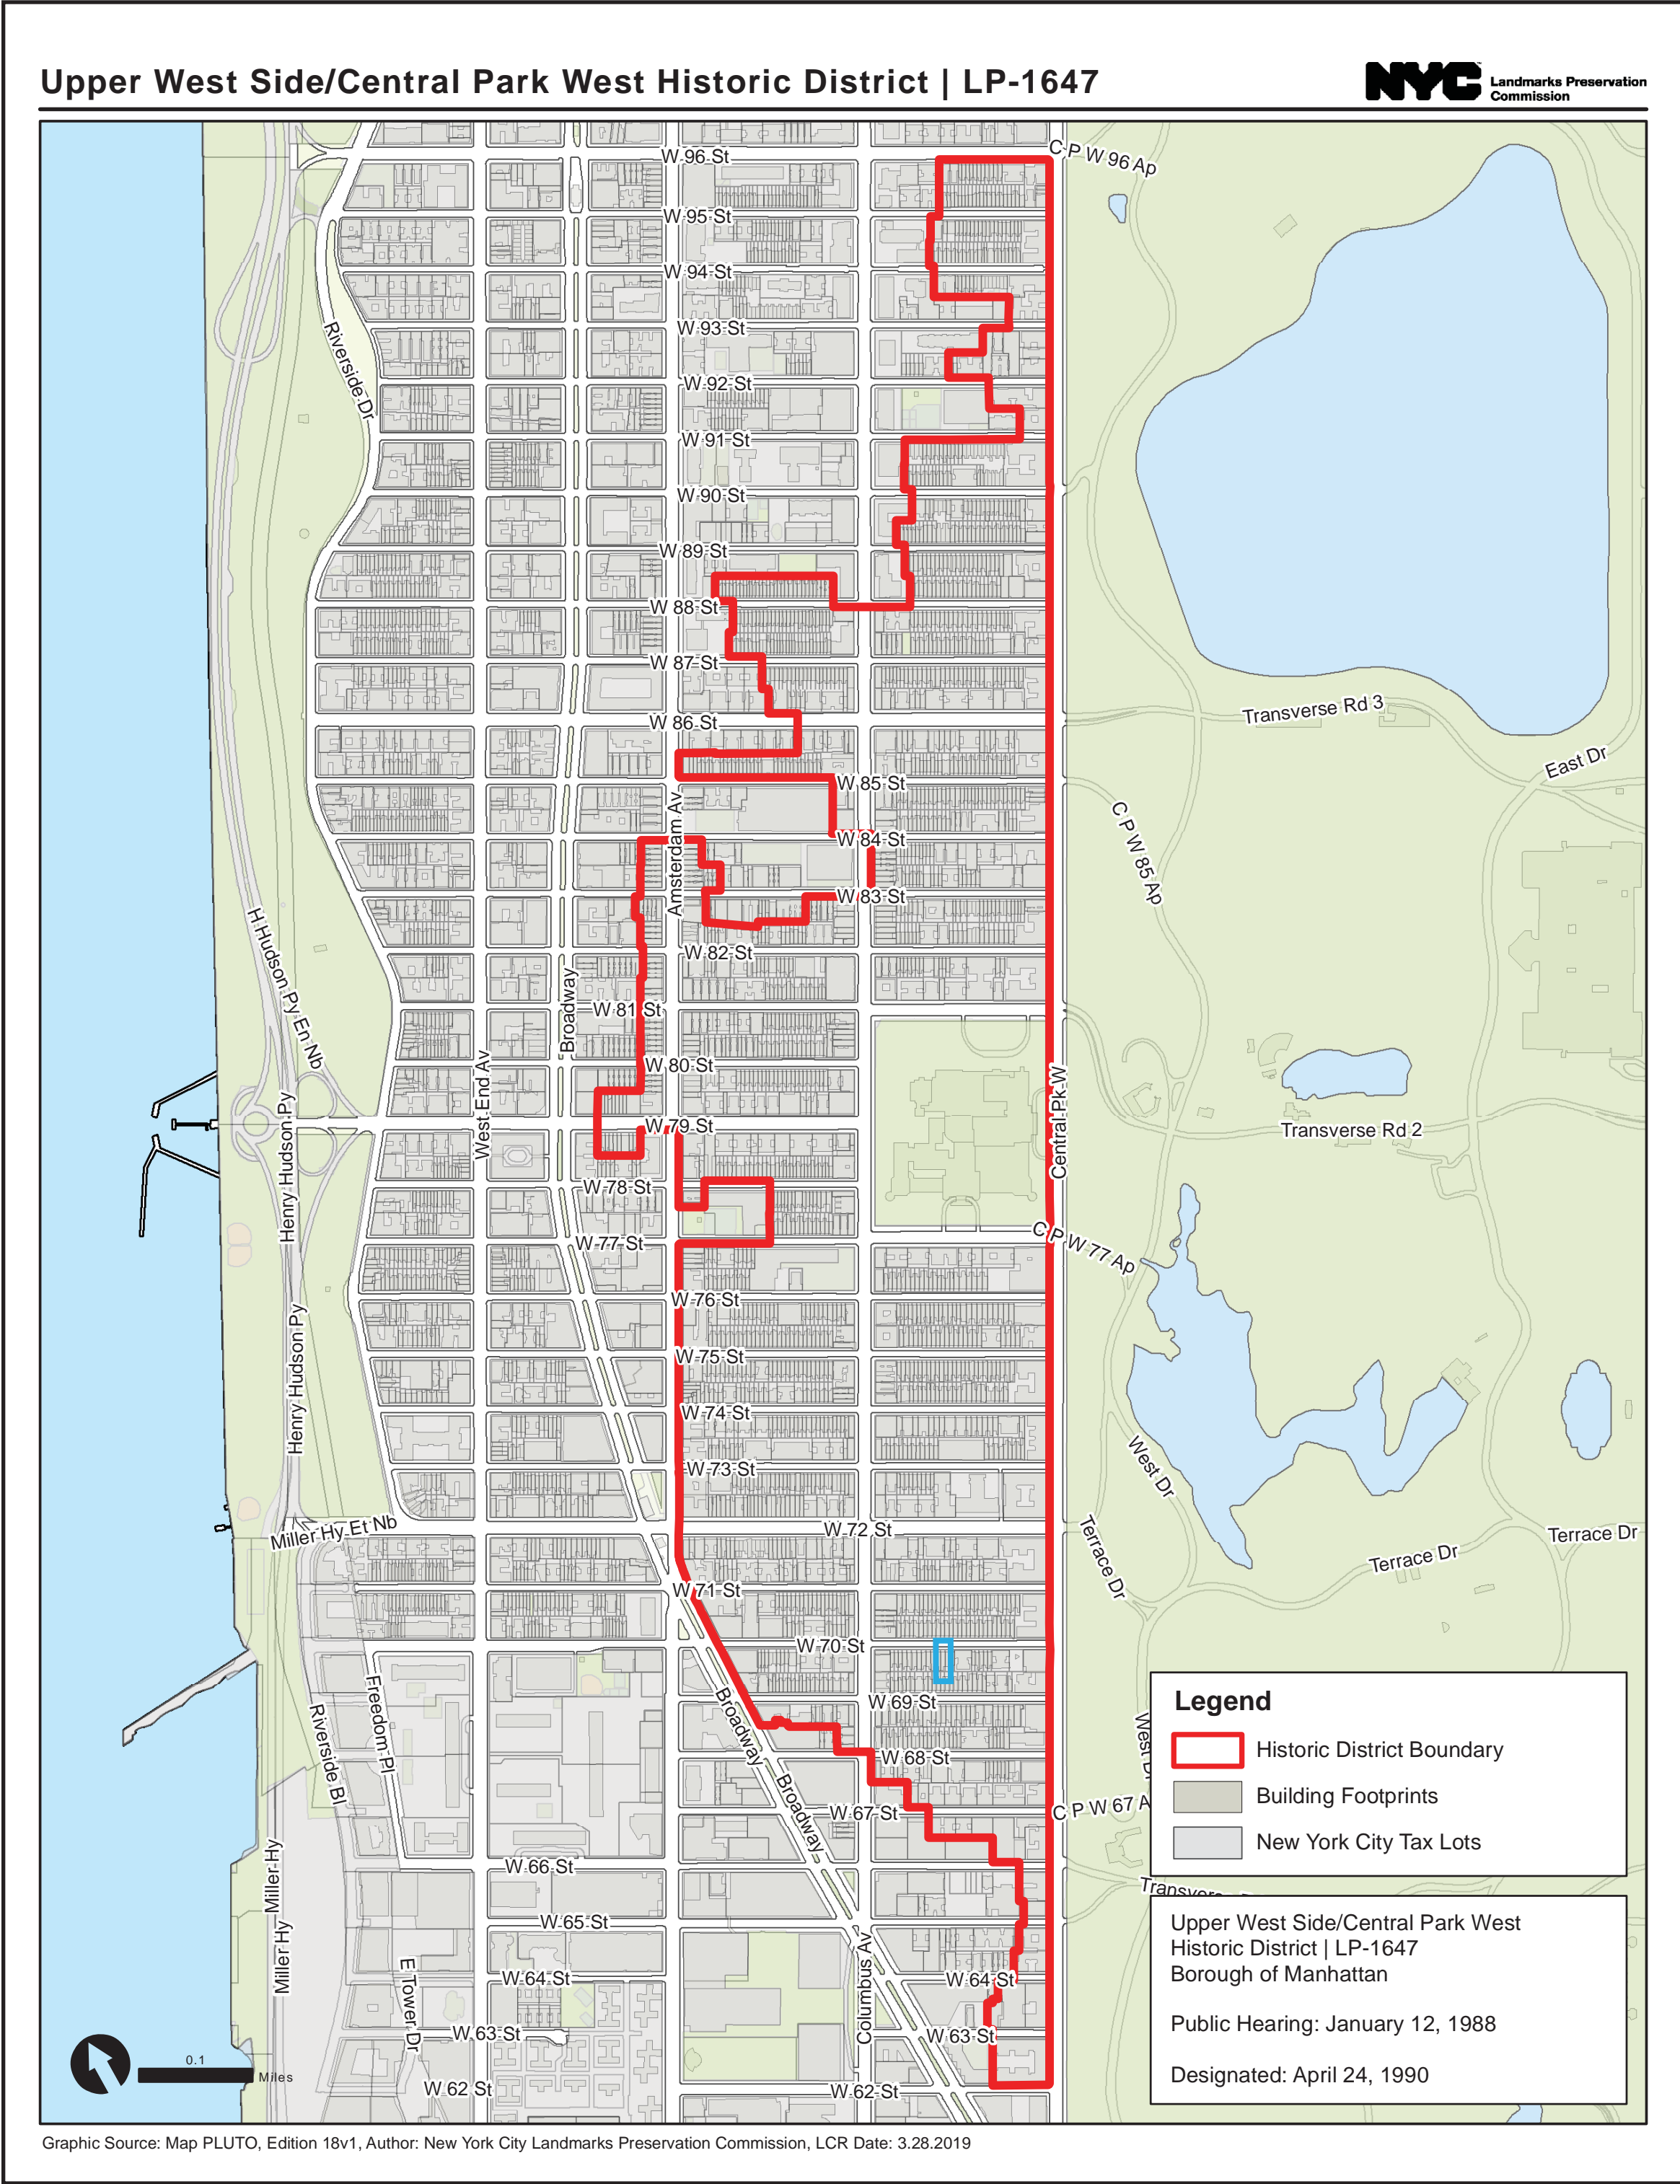 Upper West Side/Central Park West Historic District | LP-1647
NYC
Landmarks Preservation
Commission
W 96 St
C P W 96 Ap
W 95 St
W 94 St
W 93 St
Riverside Dr
W 92 St
W 91 St
W 90 St
W 89 St
W 88 St
W 87 St
W 86 St
Transverse Rd 3
East Dr
W 85 St
Amsterdam Av
C P W 85 Ap
W 84 St
W 83 St
H Hudson Py En Nb
W 82 St
Broadway
W 81 St
W 80 St
West End Av
Henry Hudson Py
Central Pk W
W 79 St
Transverse Rd 2
W 78 St
W 77 St
C P W 77 Ap
W 76 St
Henry Hudson Py
W 75 St
W 74 St
W 73 St
West Dr
Miller Hy Et Nb
W 72 St
Terrace Dr
Terrace Dr
Terrace Dr
W 71 St
W 70 St
W 69 St
Freedom Pl
Riverside Bl
Broadway
W 68 St
Broadway
W 67 St
C P W 67 A
W 66 St
W 65 St
Miller Hy
Miller Hy
Columbus Av
W 64 St
W 64 St
E Tower Dr
W 63 St
W 63 St
W 62 St
W 62 St
0.1
Miles
Legend
Historic District Boundary
Building Footprints
New York City Tax Lots
Upper West Side/Central Park West
Historic District | LP-1647
Borough of Manhattan
Public Hearing: January 12, 1988
Designated: April 24, 1990
Graphic Source: Map PLUTO, Edition 18v1, Author: New York City Landmarks Preservation Commission, LCR Date: 3.28.2019